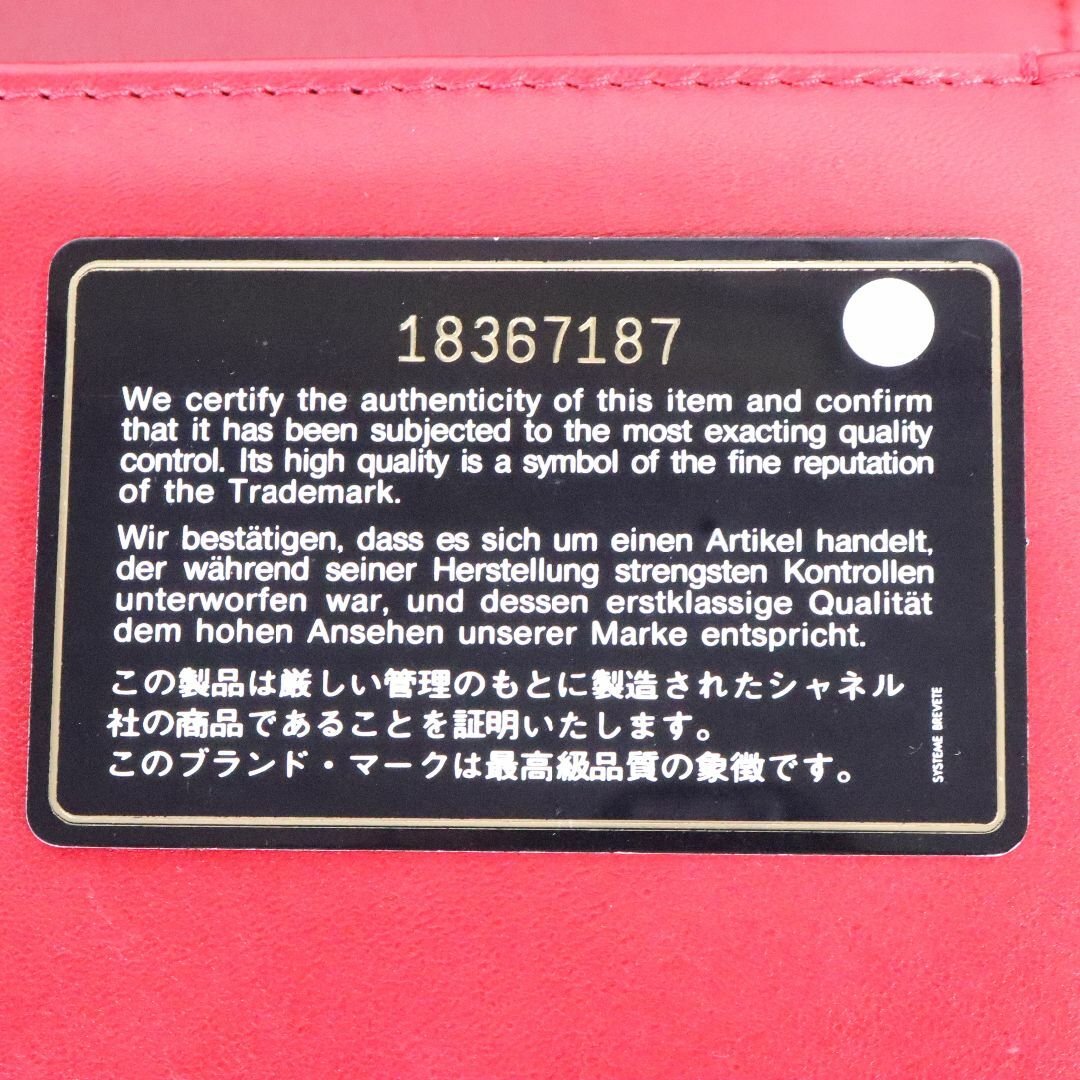 18367187
We certify the authenticity of this item and confirm
that it has been subjected to the most exacting quality
control. Its high quality is a symbol of the fine reputation
of the Trademark.
Wir bestätigen, dass es sich um einen Artikel handelt,
der während seiner Herstellung strengsten Kontrollen
unterworfen war, und dessen erstklassige Qualität
dem hohen Ansehen unserer Marke entspricht.
この製品は厳しい管理のもとに製造されたシャネル
社の商品であることを証明いたします。
このブランド・マークは最高級品質の象徴です。
SYSTEME BREVETE